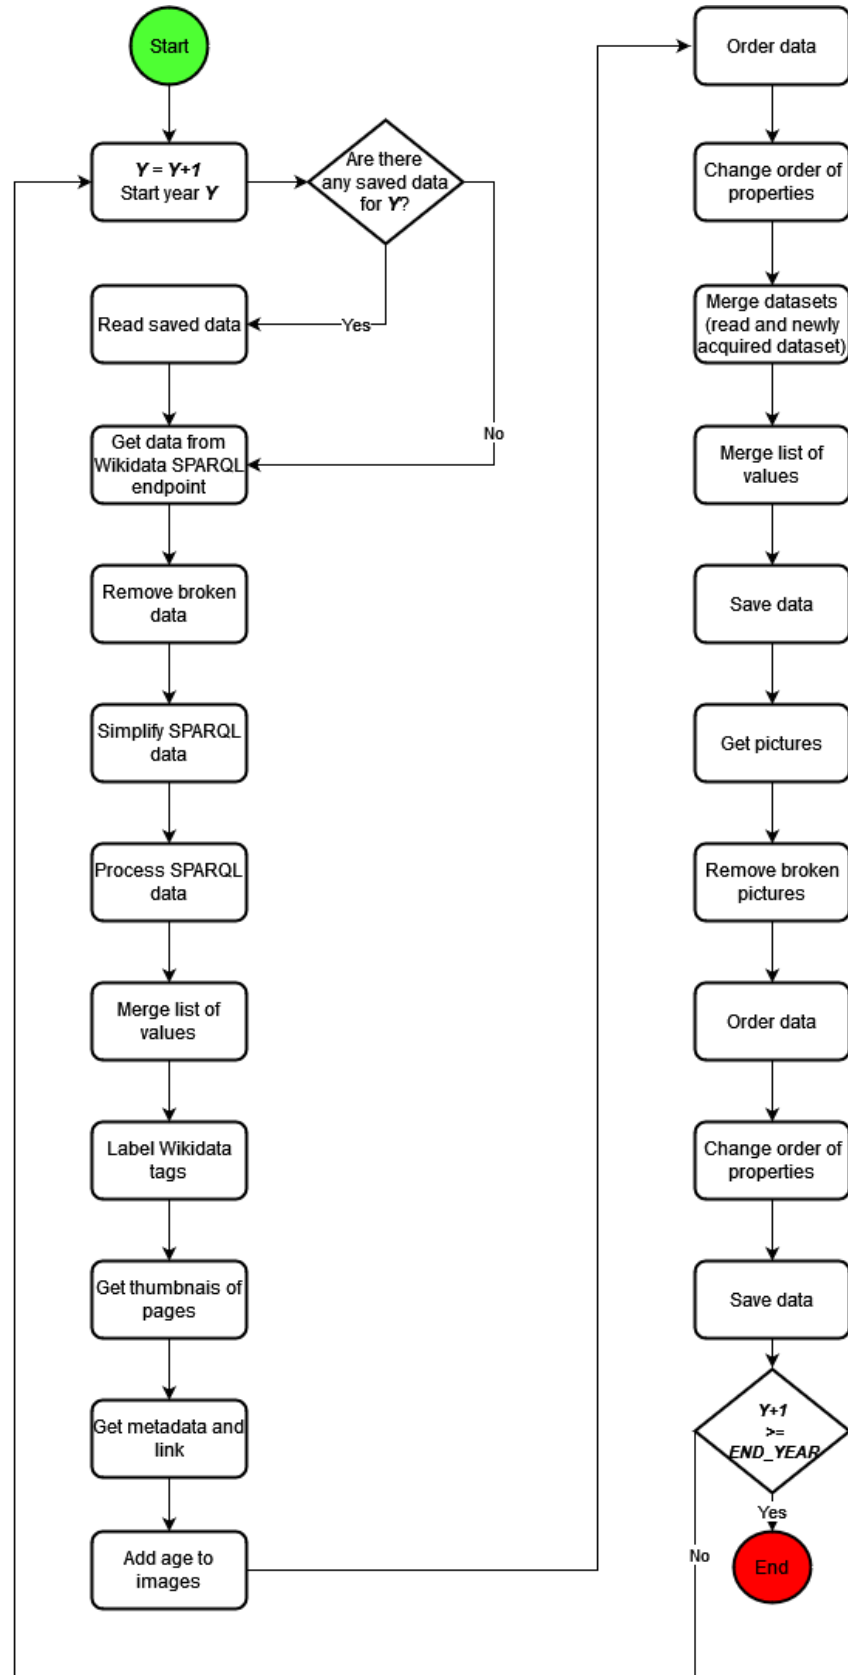 Start
Y = Y+1
Start year Y
Are there
any saved data
for Y?
Yes
No
Read saved data
Get data from
Wikidata SPARQL
endpoint
Remove broken
data
Simplify SPARQL
data
Process SPARQL
data
Merge list of
values
Label Wikidata
tags
Get thumbnais of
pages
Get metadata and
link
Add age to
images
Order data
Change order of
properties
Merge datasets
(read and newly
acquired dataset)
Merge list of
values
Save data
Get pictures
Remove broken
pictures
Order data
Change order of
properties
Save data
Y+1
>=
END_YEAR
Yes
No
End